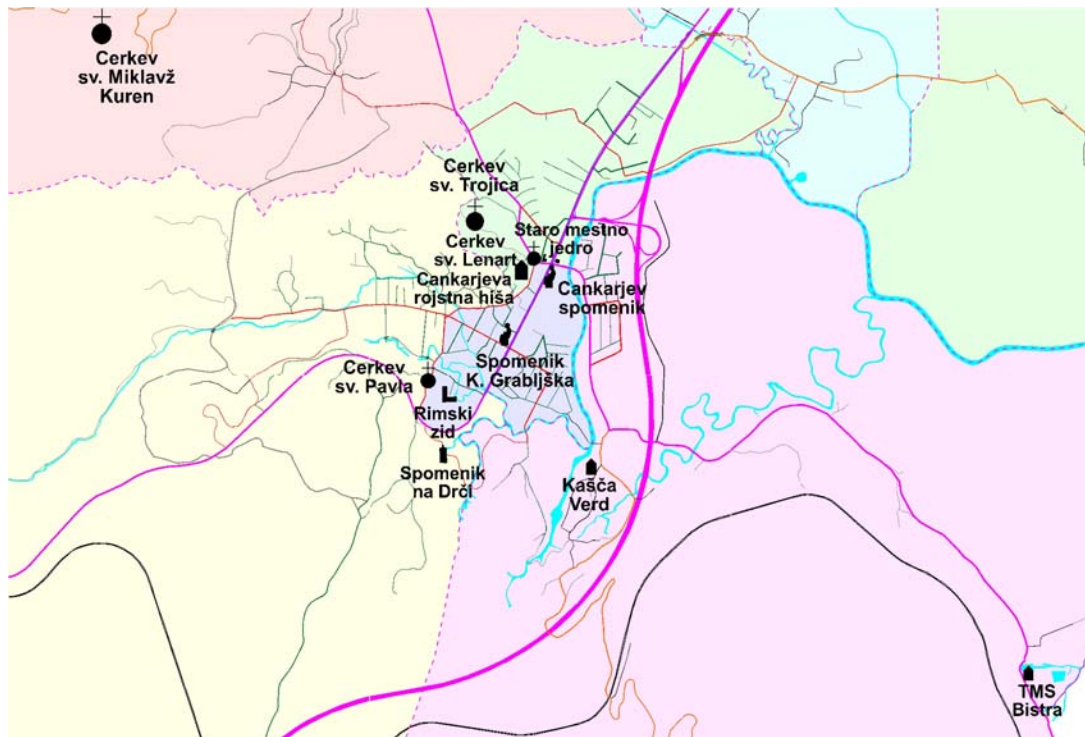 Cerkev
sv. Miklavž
Kuren
Cerkev
sv. Trojica
Staro mestno
jedro
Cerkev
sv. Lenart
Cankarjeva
rojstna hiša
Cankarjev
spomenik
Spomenik
K. Grabljška
Cerkev
sv. Pavla
Rimski
zid
Spomenik
na Drči
Kašča
Verd
TMS
Bistra